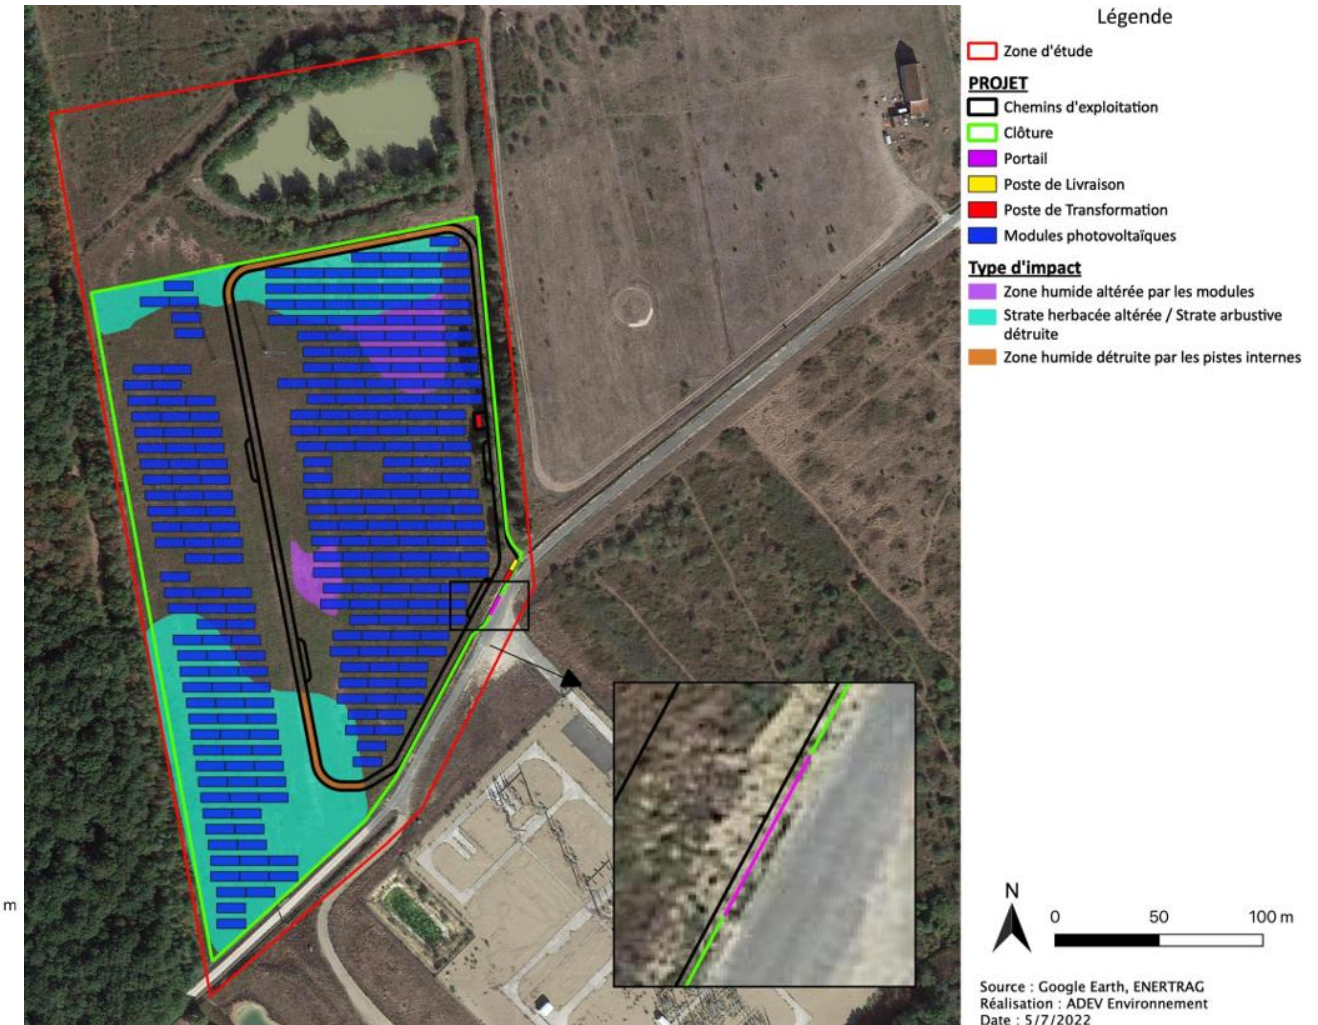 Légende
Zone d'étude
PROJET
Chemins d'exploitation
Clôture
Portail
Poste de Livraison
Poste de Transformation
Modules photovoltaïques
Type d'impact
Zone humide altérée par les modules
Strate herbacée altérée / Strate arbustive
détruite
Zone humide détruite par les pistes internes
m
N
0 50 100 m
Source : Google Earth, ENERTRAG
Réalisation : ADEV Environnement
Date : 5/7/2022